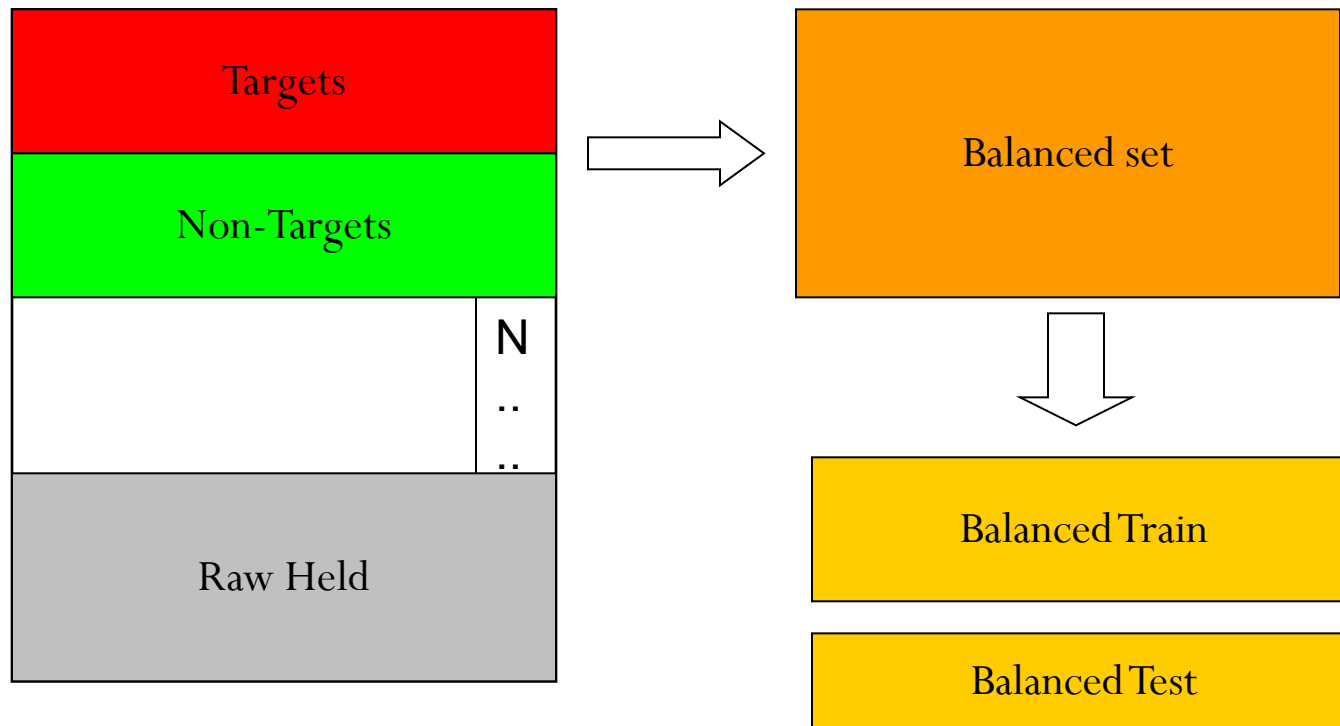 Targets
Non-Targets
N
..
..
Raw Held
Balanced set
Balanced Train
Balanced Test